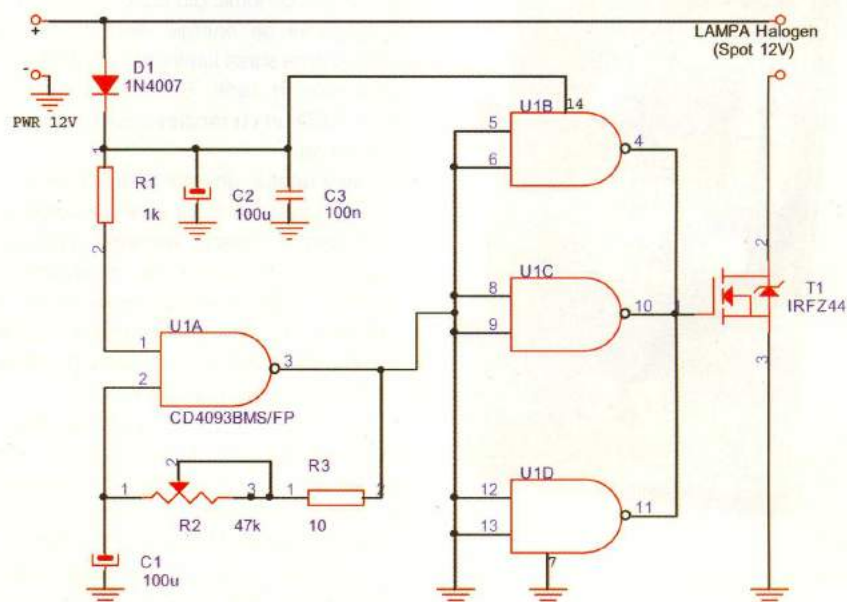 +
LAMPA Halogen
(Spot 12V)
-
D1
1N4007
PWR 12V
U1B
14
5
4
6
1
R1
1k
C2
100u
C3
100n
2
2
U1C
8
10
1
9
T1
IRFZ44
U1A
1
3
2
3
CD4093BMS/FP
R3
2
1
3
1
2
R2
47k
10
U1D
12
11
13
C1
100u
7